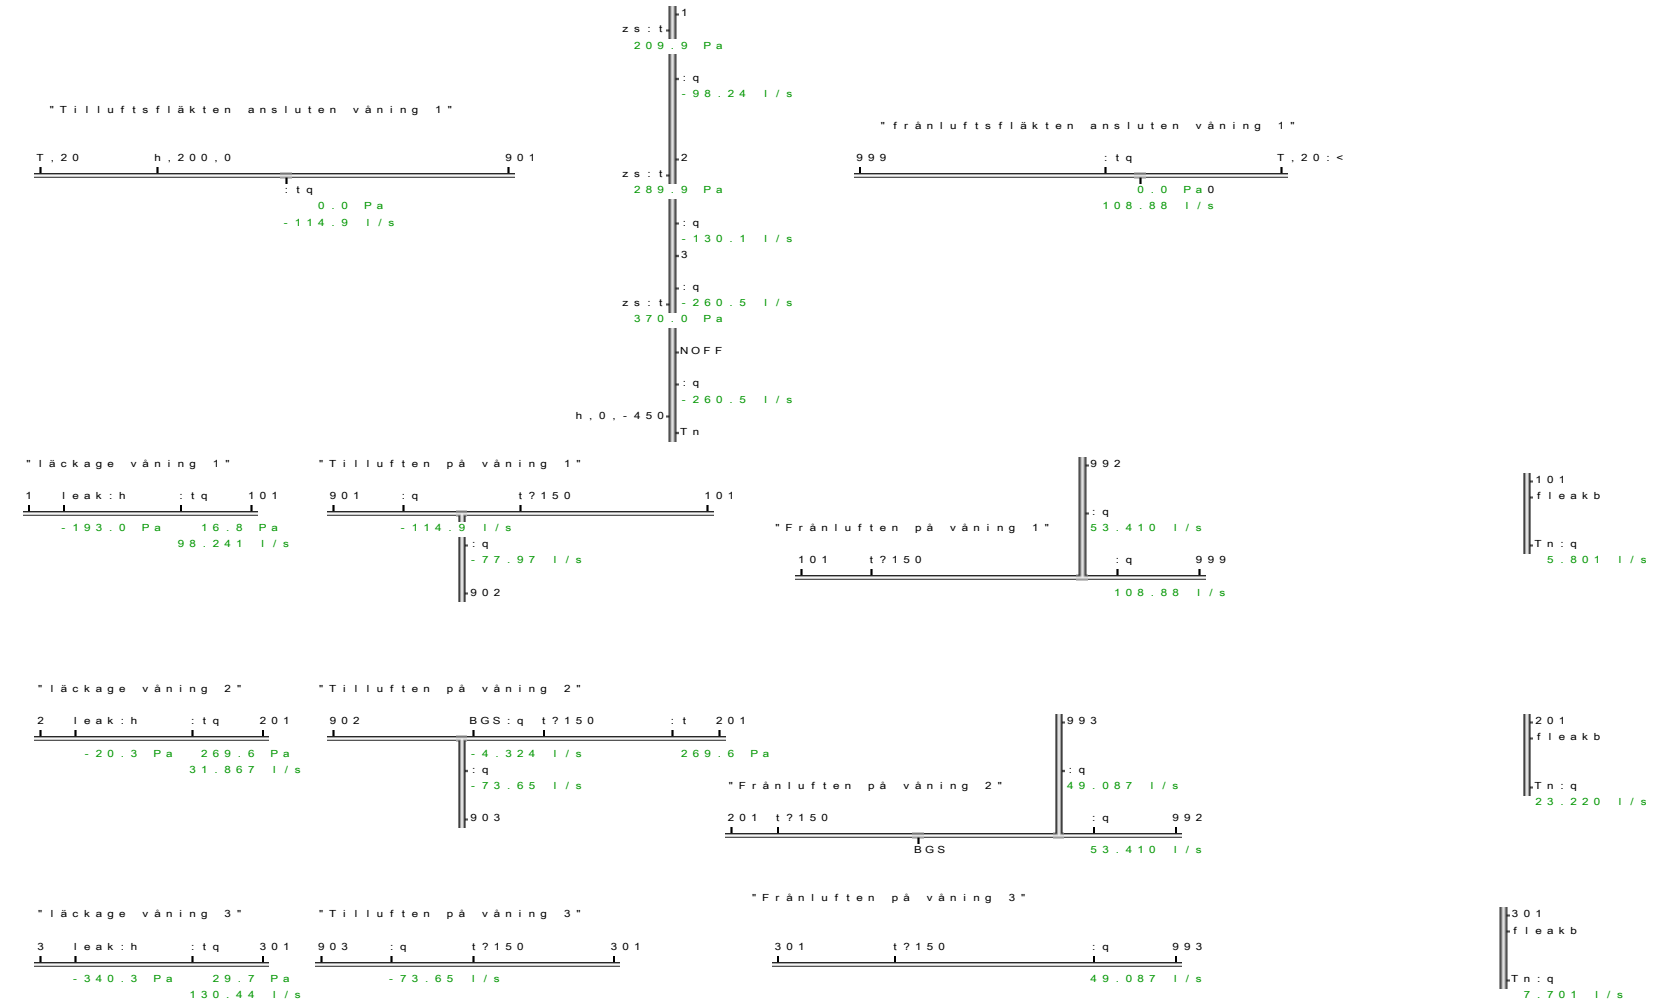 1
zs:t
209.9 Pa
:q
-98.24 l/s
"Tilluftsfläkten ansluten våning 1"
"frånluftsfläkten ansluten våning 1"
T,20 h,200,0 901
2
999 :tq T,20:<
zs:t
:tq
289.9 Pa
0.0 Pa0
0.0 Pa
108.88 l/s
-114.9 l/s
:q
-130.1 l/s
3
:q
zs:t -260.5 l/s
370.0 Pa
NOFF
:q
-260.5 l/s
h,0,-450
Tn
"läckage våning 1" "Tilluften på våning 1"
992
101
1 leak:h :tq 101
901 :q t?150 101
fleakb
:q
-193.0 Pa 16.8 Pa
-114.9 l/s
"Frånluften på våning 1"
53.410 l/s
98.241 l/s
:q
Tn:q
-77.97 l/s
101 t?150 :q 999
5.801 l/s
902
108.88 l/s
"läckage våning 2" "Tilluften på våning 2"
2 leak:h :tq 201
902 BGS:q t?150 :t 201
993
201
fleakb
-20.3 Pa 269.6 Pa
-4.324 l/s 269.6 Pa
31.867 l/s
:q
:q
-73.65 l/s
"Frånluften på våning 2"
49.087 l/s
Tn:q
23.220 l/s
903
201 t?150 :q 992
BGS
53.410 l/s
"Frånluften på våning 3"
"läckage våning 3" "Tilluften på våning 3"
301
fleakb
3 leak:h :tq 301
903 :q t?150 301
301 t?150 :q 993
-340.3 Pa 29.7 Pa
-73.65 l/s
49.087 l/s
Tn:q
130.44 l/s
7.701 l/s